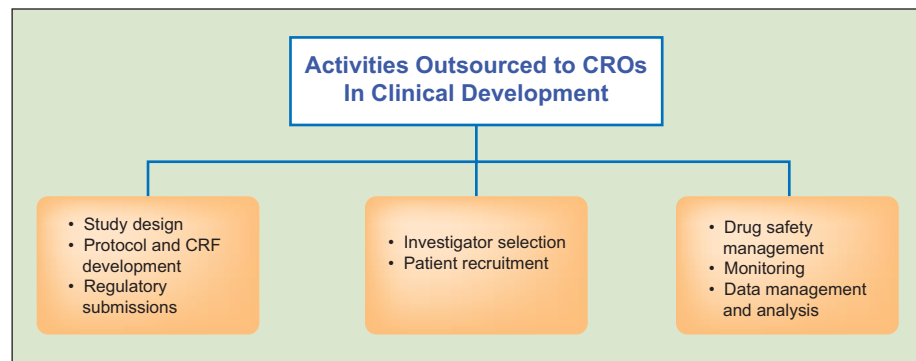 Activities Outsourced to CROs
In Clinical Development
• Study design
• Protocol and CRF
development
• Regulatory
submissions
• Investigator selection
• Patient recruitment
• Drug safety
management
• Monitoring
• Data management
and analysis